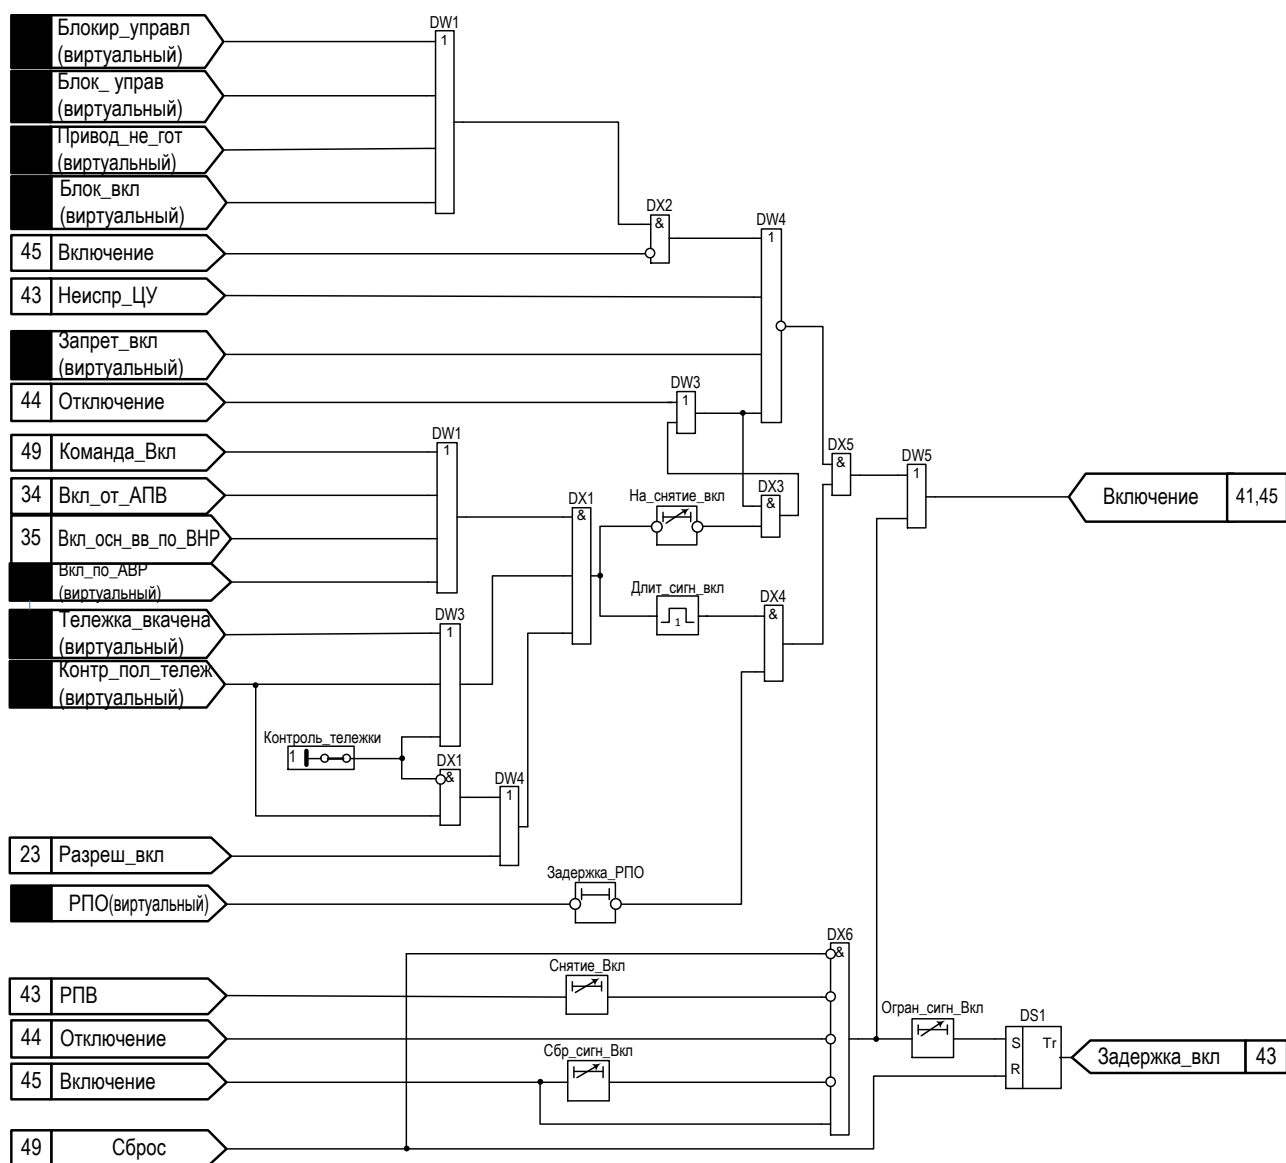 Блокир_управл
(виртуальный)
DW1
1
Блок_ управ
(виртуальный)
Привод_не_гот
(виртуальный)
Блок_вкл
(виртуальный)
DX2
&
DW4
1
45 Включение
43 Неиспр_ЦУ
Запрет_вкл
(виртуальный)
44 Отключение
DW3
1
49 Команда_Вкл
DW1
1
DX5
&
DW5
1
34 Вкл_от_АПВ
DX1
&
На_снятие_вкл
DX3
&
Включение 41,45
35 Вкл_осн_вв_по_ВНР
Вкл_по_АВР
(виртуальный)
Длит_сигн_вкл
1
DX4
&
Тележка_вкачена
(виртуальный)
DW3
1
Контр_пол_тележ
(виртуальный)
Контроль_тележки
1
DX1
&
DW4
1
23 Разреш_вкл
РПО(виртуальный)
Задержка_РПО
DX6
&
43 РПВ
Снятие_Вкл
Огран_сигн_Вкл
DS1
S Tr
R
44 Отключение
Сбр_сигн_Вкл
45 Включение
Задержка_вкл 43
49 Сброс